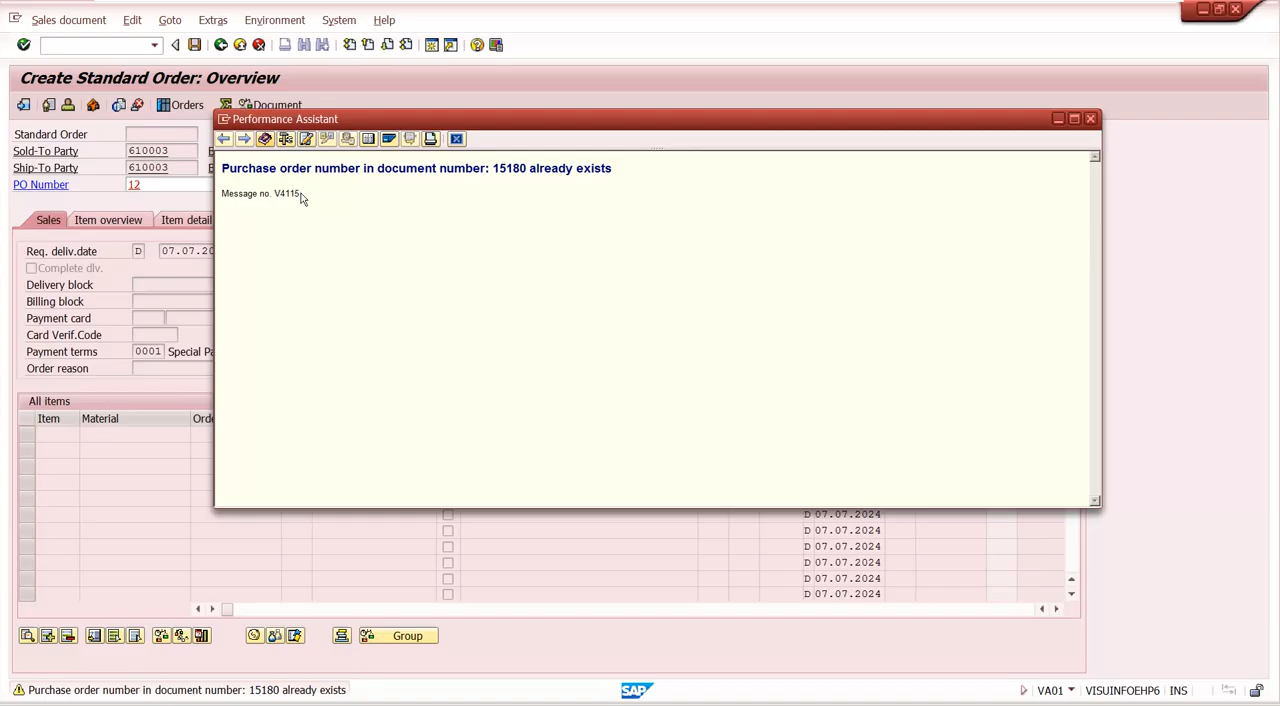 Sales document Edit Goto Extras Environment System Help
Create Standard Order: Overview
Orders Document
Performance Assistant
Standard Order
Sold-To Party 610003
Ship-To Party 610003
PO Number 12
Purchase order number in document number: 15180 already exists
Message no. V4115
Sales Item overview Item detail
Req. deliv.date D 07.07.20
Complete dlv.
Delivery block
Billing block
Payment card
Card Verif.Code
Payment terms 0001 Special Pa
Order reason
All items
Item Material Orde
D 07.07.2024
D 07.07.2024
D 07.07.2024
D 07.07.2024
D 07.07.2024
D 07.07.2024
Group
Purchase order number in document number: 15180 already exists SAP VA01 VISUINFOEHP6 INS